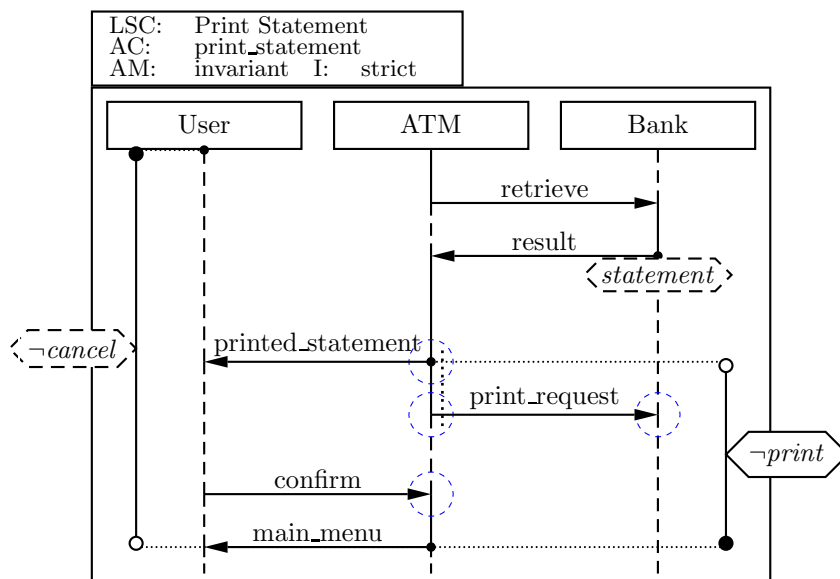 LSC: Print Statement
AC: print_statement
AM: invariant I: strict
User ATM Bank
retrieve
result
statement
printed_statement
¬cancel
print_request
¬print
confirm
main_menu